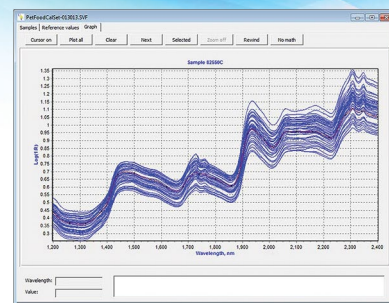 PetFoodCalSet-013013.SVF
Samples Reference values Graph
Cursor on Plot all Clear Next Selected Zoom off Rewind No math
Sample 82550C
1.35
1.3
1.25
1.2
1.15
1.1
1.05
1
0.95
0.9
0.85
0.8
0.75
0.7
0.65
0.6
0.55
0.5
0.45
0.4
0.35
0.3
Log(1/R)
1,200 1,300 1,400 1,500 1,600 1,700 1,800 1,900 2,000 2,100 2,200 2,300 2,400
Wavelength, nm
Wavelength:
Value: